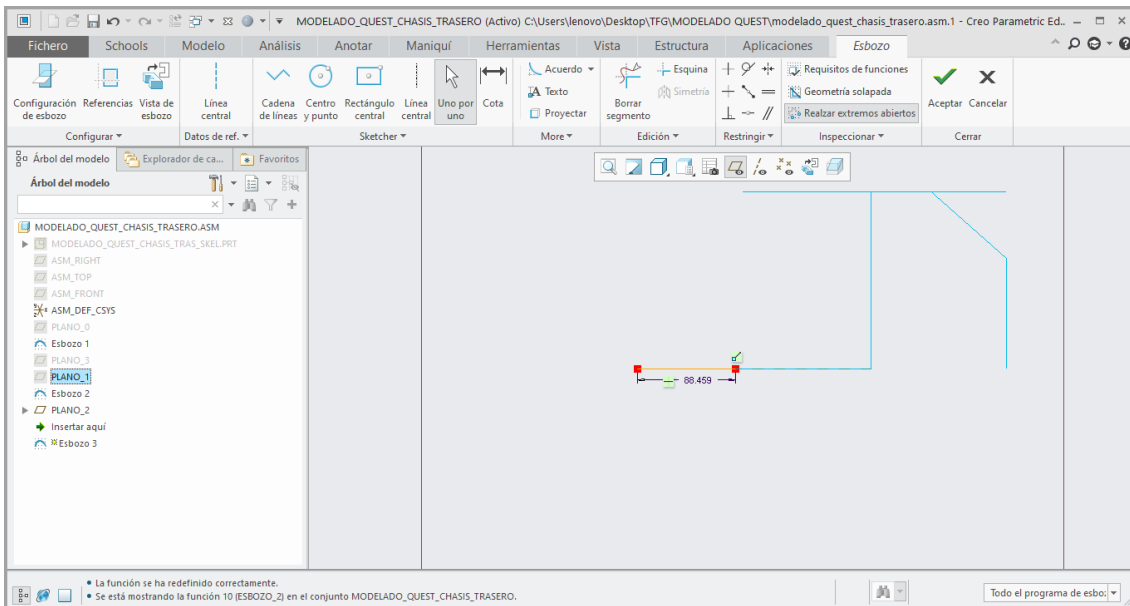 MODELADO_QUEST_CHASIS_TRASERO (Activo) C:\Users\lenovo\Desktop\TFG\MODELADO QUEST\modelado_quest_chasis_trasero.asm.1 - Creo Parametric Ed..
Fichero Schools Modelo Análisis Anotar Maniquí Herramientas Vista Estructura Aplicaciones Esbozo
Configuración de esbozo
Referencias
Vista de esbozo
Línea central
Cadena de líneas
Centro y punto
Rectángulo central
Línea central
Uno por uno
Cota
Acuerdo
Texto
Proyectar
Borrar segmento
Esquina
Simetría
Requisitos de funciones
Geometría solapada
Realzar extremos abiertos
Aceptar
Cancelar
Configurar Datos de ref. Sketcher More Edición Restringir Inspeccionar Cerrar
Árbol del modelo Explorador de ca... Favoritos
Árbol del modelo
MODELADO_QUEST_CHASIS_TRASERO.ASM
MODELADO_QUEST_CHASIS_TRAS_SKEL.PRT
ASM_RIGHT
ASM_TOP
ASM_FRONT
ASM_DEF_CSYS
PLANO_0
Esbozo 1
PLANO_3
PLANO_1
Esbozo 2
PLANO_2
Insertar aquí
Esbozo 3
88.459
• La función se ha redefinido correctamente.
• Se está mostrando la función 10 (ESBOZO_2) en el conjunto MODELADO_QUEST_CHASIS_TRASERO.
Todo el programa de esbo: